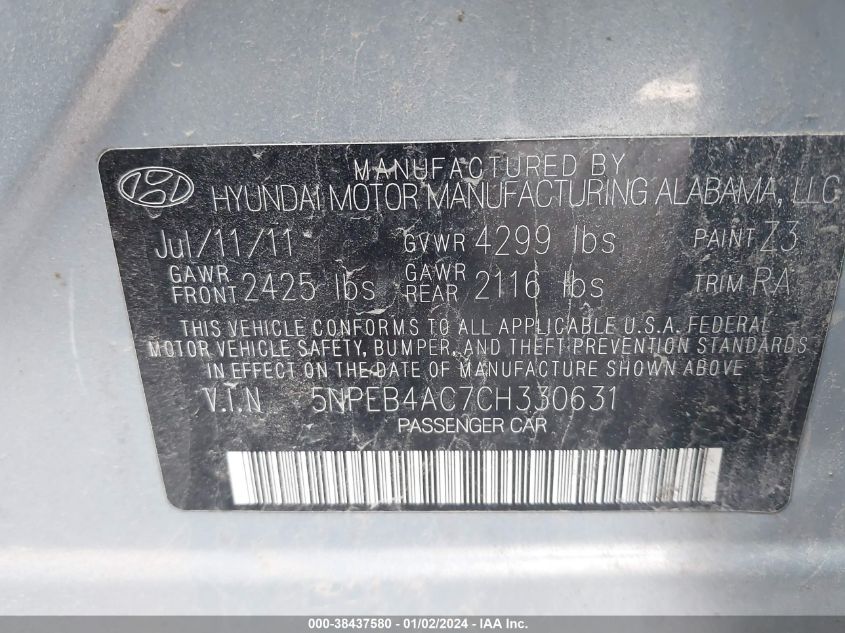 MANUFACTURED BY
HYUNDAI MOTOR MANUFACTURING ALABAMA, LLC
Jul/11/11 GVWR 4299 lbs PAINT Z3
GAWR FRONT 2425 lbs GAWR REAR 2116 lbs TRIM RA
THIS VEHICLE CONFORMS TO ALL APPLICABLE U.S.A. FEDERAL
MOTOR VEHICLE SAFETY, BUMPER, AND THEFT PREVENTION STANDARDS
IN EFFECT ON THE DATE OF MANUFACTURE SHOWN ABOVE
V.I.N 5NPEB4AC7CH330631
PASSENGER CAR
000-38437580 - 01/02/2024 - IAA Inc.